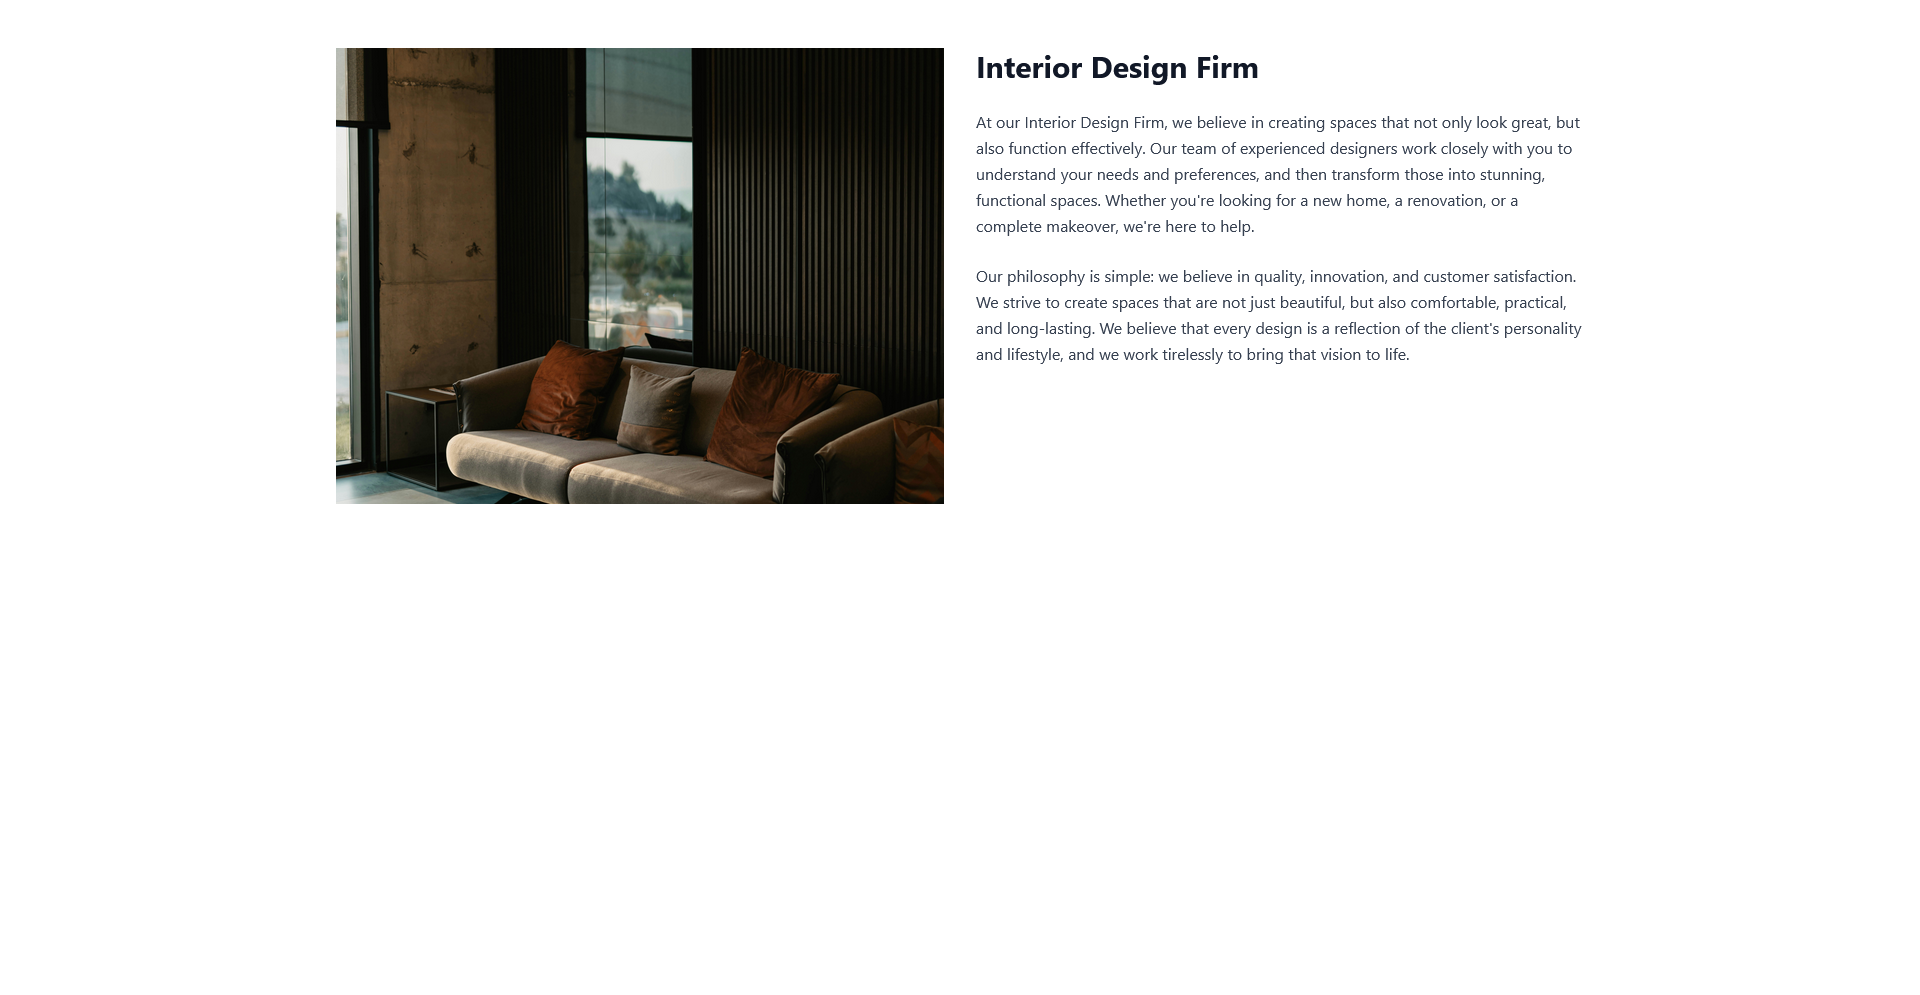 Interior Design Firm
At our Interior Design Firm, we believe in creating spaces that not only look great, but
also function effectively. Our team of experienced designers work closely with you to
understand your needs and preferences, and then transform those into stunning,
functional spaces. Whether you're looking for a new home, a renovation, or a
complete makeover, we're here to help.
Our philosophy is simple: we believe in quality, innovation, and customer satisfaction.
We strive to create spaces that are not just beautiful, but also comfortable, practical,
and long-lasting. We believe that every design is a reflection of the client's personality
and lifestyle, and we work tirelessly to bring that vision to life.